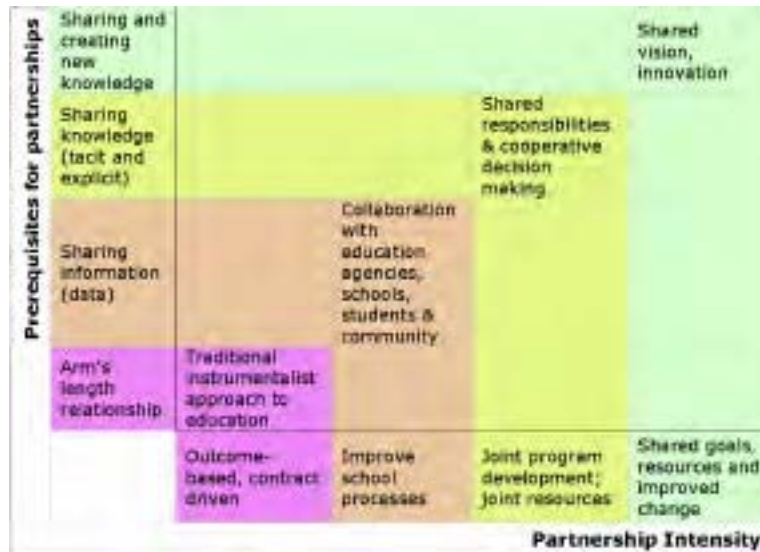 Prerequisites for partnerships
Sharing and
creating
new
knowledge
Shared
vision,
innovation
Sharing
knowledge
(tacit and
explicit)
Shared
responsibilities
& cooperative
decision
making
Sharing
information
(data)
Collaboration
with
education
agencies,
schools,
students &
community
Arm's
length
relationship
Traditional
instrumentalist
approach to
education
Outcome-
based, contract
driven
Improve
school
processes
Joint program
development;
joint resources
Shared goals,
resources and
improved
change
Partnership Intensity